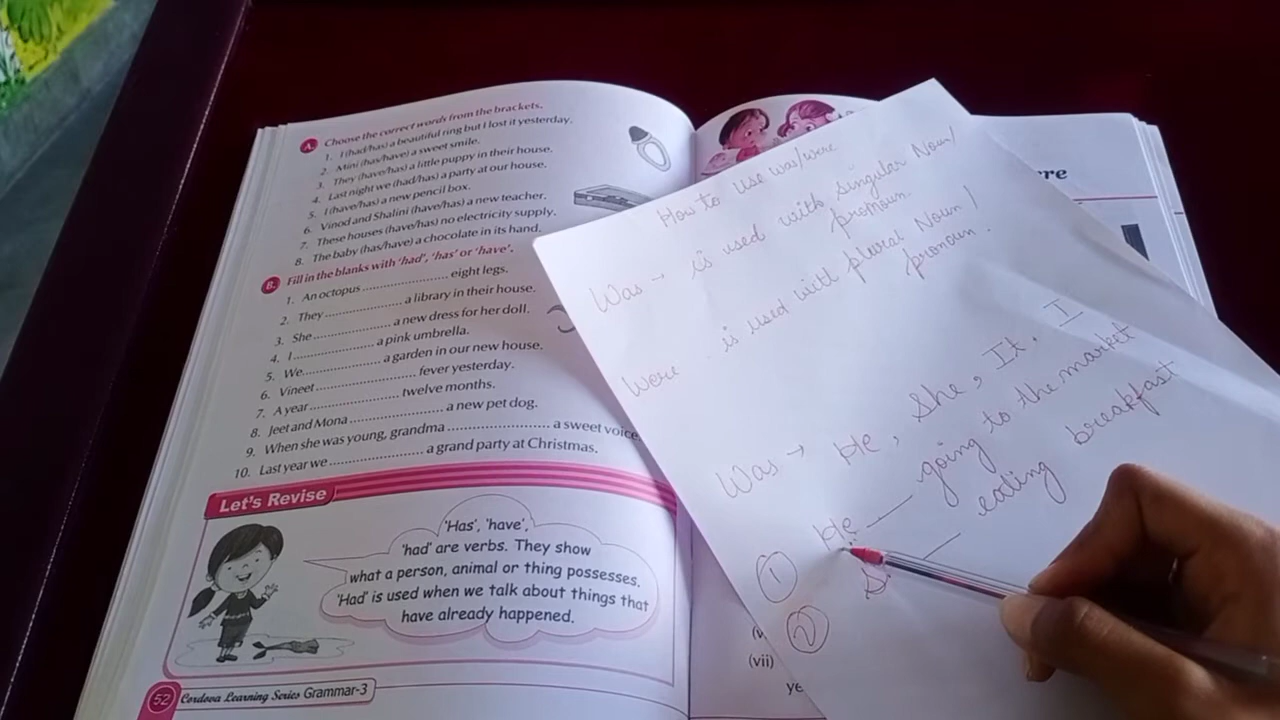 A. Choose the correct words from the brackets.
1. I (had/has) a beautiful ring but I lost it yesterday.
2. Mini (has/have) a sweet smile.
3. They (have/has) a little puppy in their house.
4. Last night we (had/has) a party at our house.
5. I (have/has) a new pencil box.
6. Vinod and Shalini (have/has) a new teacher.
7. These houses (have/has) no electricity supply.
8. The baby (has/have) a chocolate in its hand.
B. Fill in the blanks with 'had', 'has' or 'have'.
1. An octopus .................... eight legs.
2. They .................... a library in their house.
3. She .................... a new dress for her doll.
4. I .................... a pink umbrella.
5. We .................... a garden in our new house.
6. Vineet .................... fever yesterday.
7. A year .................... twelve months.
8. Jeet and Mona .................... a new pet dog.
9. When she was young, grandma .................... a sweet voice
10. Last year we .................... a grand party at Christmas.
Let's Revise
'Has', 'have',
'had' are verbs. They show
what a person, animal or thing possesses.
'Had' is used when we talk about things that
have already happened.
52 Cordova Learning Series Grammar-3
How to use was/were
Was → is used with singular Noun/
pronoun.
Were is used with plural Noun/
pronoun.
Was → He, She, It. I
① He — going to the market
② S. — eating breakfast
(vii)
ye